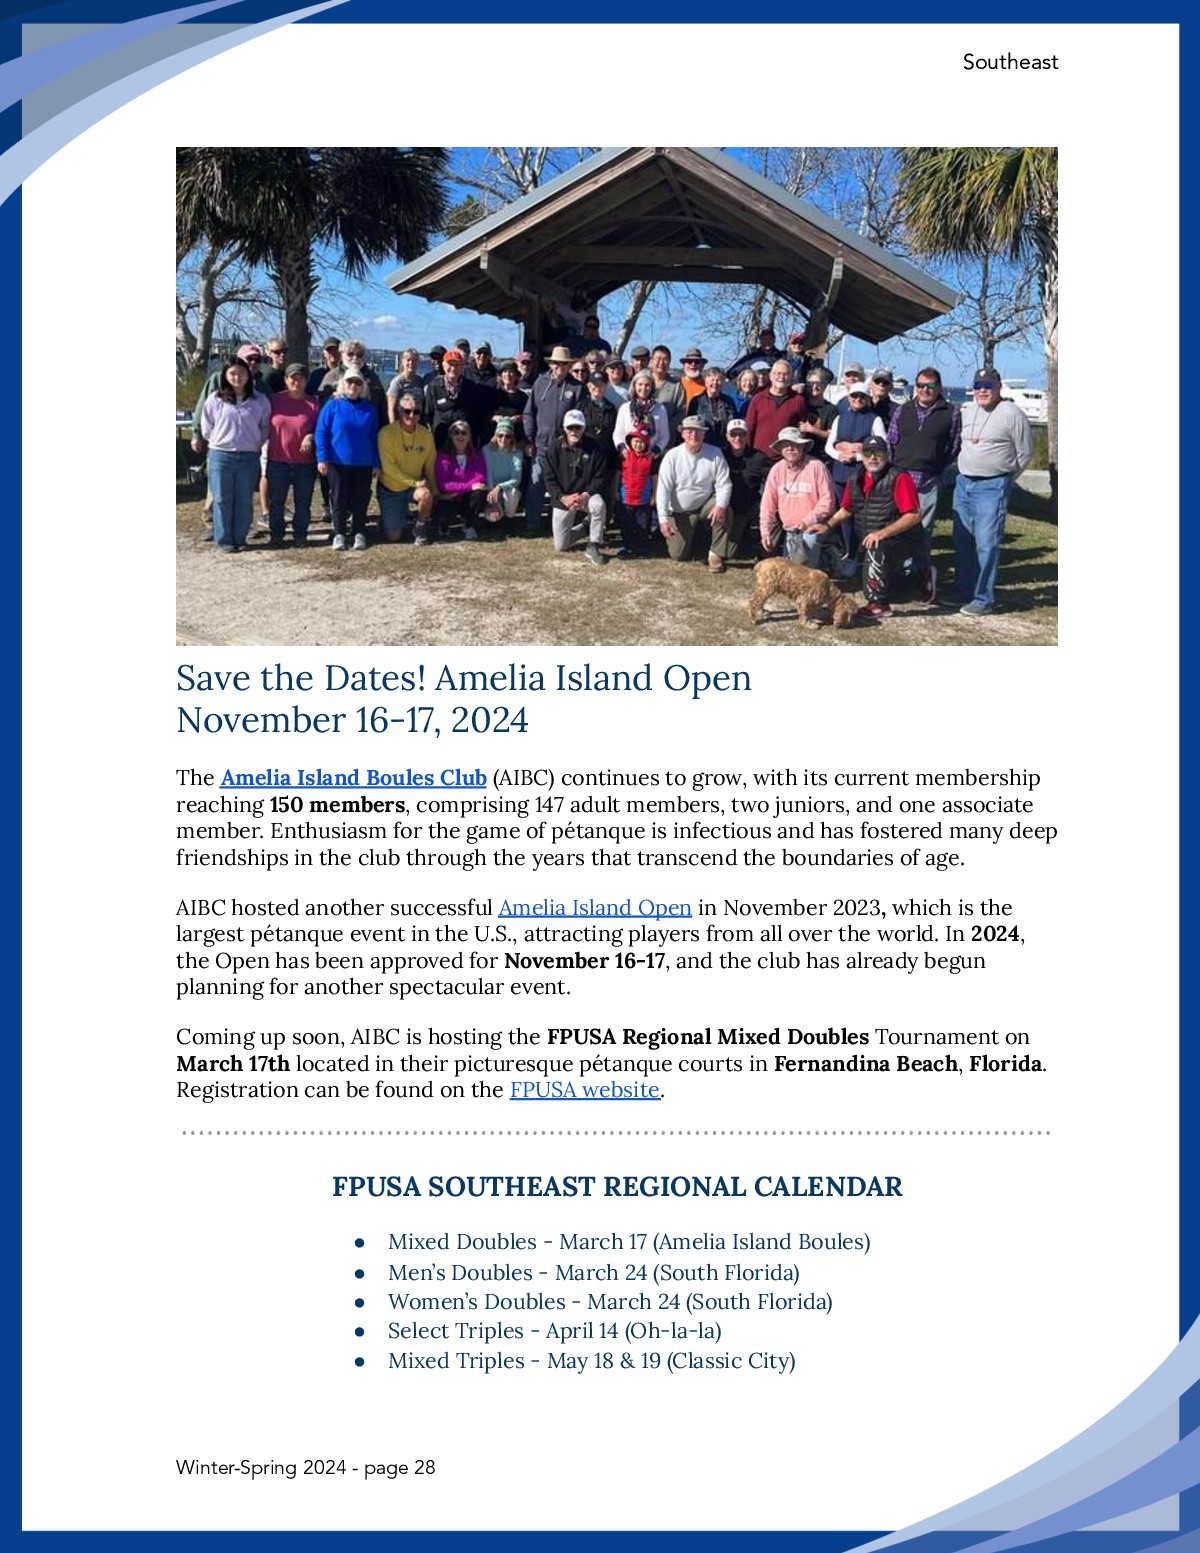 Southeast
Save the Dates! Amelia Island Open
November 16-17, 2024
The Amelia Island Boules Club (AIBC) continues to grow, with its current membership
reaching 150 members, comprising 147 adult members, two juniors, and one associate
member. Enthusiasm for the game of pétanque is infectious and has fostered many deep
friendships in the club through the years that transcend the boundaries of age.
AIBC hosted another successful Amelia Island Open in November 2023, which is the
largest pétanque event in the U.S., attracting players from all over the world. In 2024,
the Open has been approved for November 16-17, and the club has already begun
planning for another spectacular event.
Coming up soon, AIBC is hosting the FPUSA Regional Mixed Doubles Tournament on
March 17th located in their picturesque pétanque courts in Fernandina Beach, Florida.
Registration can be found on the FPUSA website.
FPUSA SOUTHEAST REGIONAL CALENDAR
● Mixed Doubles - March 17 (Amelia Island Boules)
● Men's Doubles - March 24 (South Florida)
● Women's Doubles - March 24 (South Florida)
● Select Triples - April 14 (Oh-la-la)
● Mixed Triples - May 18 & 19 (Classic City)
Winter-Spring 2024 - page 28